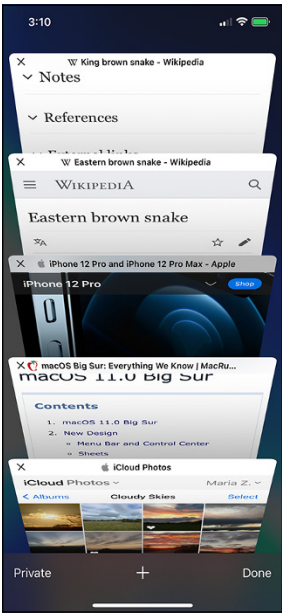 3:10
King brown snake - Wikipedia
Notes
References
External links
Eastern brown snake - Wikipedia
WIKIPEDIA
Eastern brown snake
iPhone 12 Pro and iPhone 12 Pro Max - Apple
iPhone 12 Pro Shop
macOS Big Sur: Everything We Know | MacRu...
macOS 11.0 Big Sur
Contents
1. macOS 11.0 Big Sur
2. New Design
Menu Bar and Control Center
Sheets
iCloud Photos
iCloud Photos Maria Z.
Albums Cloudy Skies Select
Private + Done